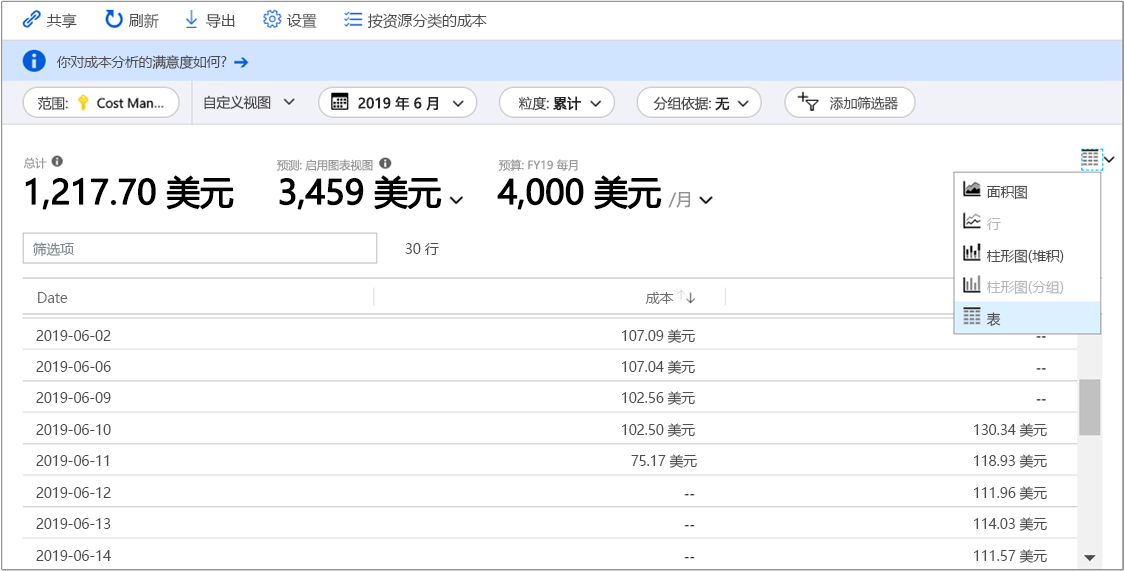 共享 刷新 导出 设置 按资源分类的成本
你对成本分析的满意度如何? →
范围: Cost Man... 自定义视图 2019 年 6 月 粒度: 累计 分组依据: 无 添加筛选器
总计 预测: 启用图表视图 预算: FY19 每月
1,217.70 美元 3,459 美元 4,000 美元 /月
面积图
行
柱形图(堆积)
柱形图(分组)
表
筛选项 30 行
Date 成本 ↑↓
2019-06-02 107.09 美元 --
2019-06-06 107.04 美元 --
2019-06-09 102.56 美元 --
2019-06-10 102.50 美元 130.34 美元
2019-06-11 75.17 美元 118.93 美元
2019-06-12 -- 111.96 美元
2019-06-13 -- 114.03 美元
2019-06-14 -- 111.57 美元